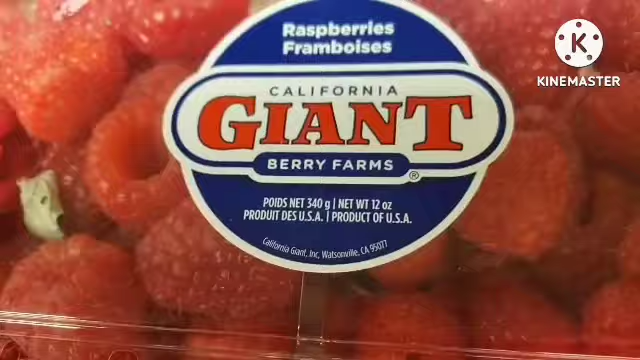 Raspberries
Framboises
CALIFORNIA
GIANT
BERRY FARMS
®
POIDS NET 340 g | NET WT 12 oz
PRODUIT DES U.S.A. | PRODUCT OF U.S.A.
California Giant, Inc. Watsonville, CA 95077
K
KINEMASTER